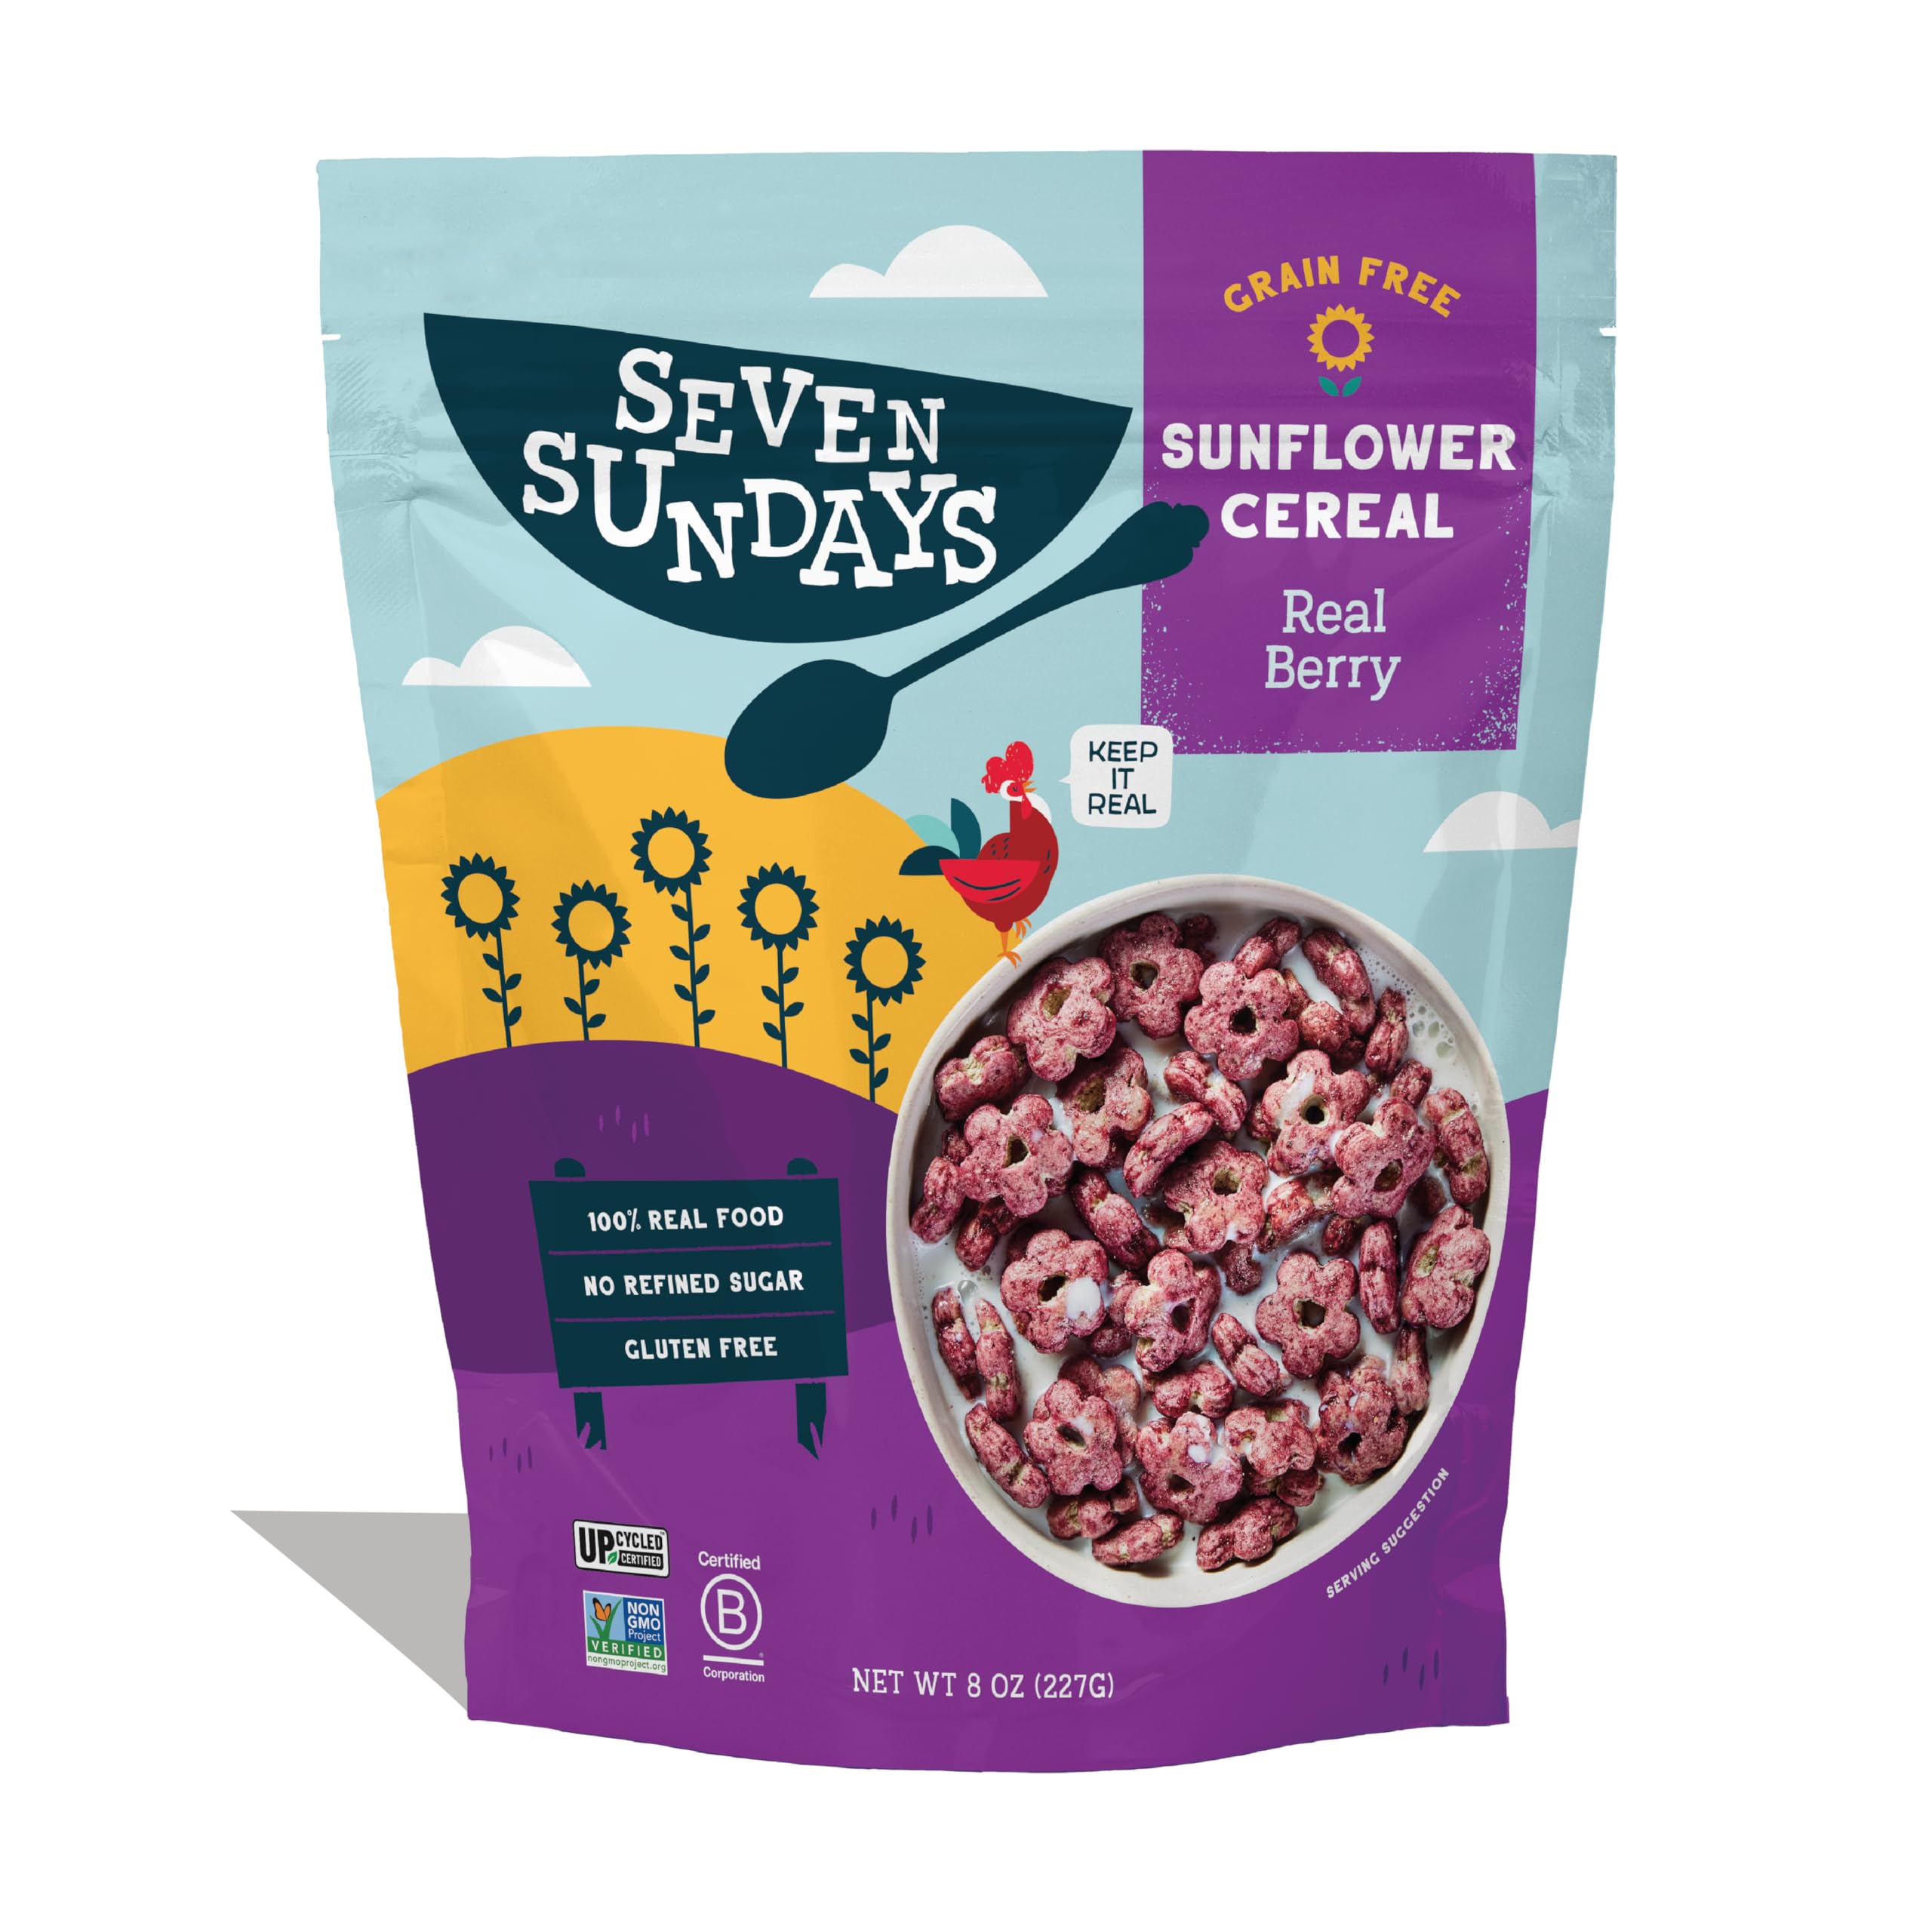 GRAIN FREE
SUNFLOWER
CEREAL
Real
Berry
SEVEN
SUNDAYS
KEEP
IT
REAL
100% REAL FOOD
NO REFINED SUGAR
GLUTEN FREE
UPCYCLED™
CERTIFIED
NON
GMO
Project
VERIFIED
nongmoproject.org
Certified
B
®
Corporation
NET WT 8 OZ (227G)
SERVING SUGGESTION